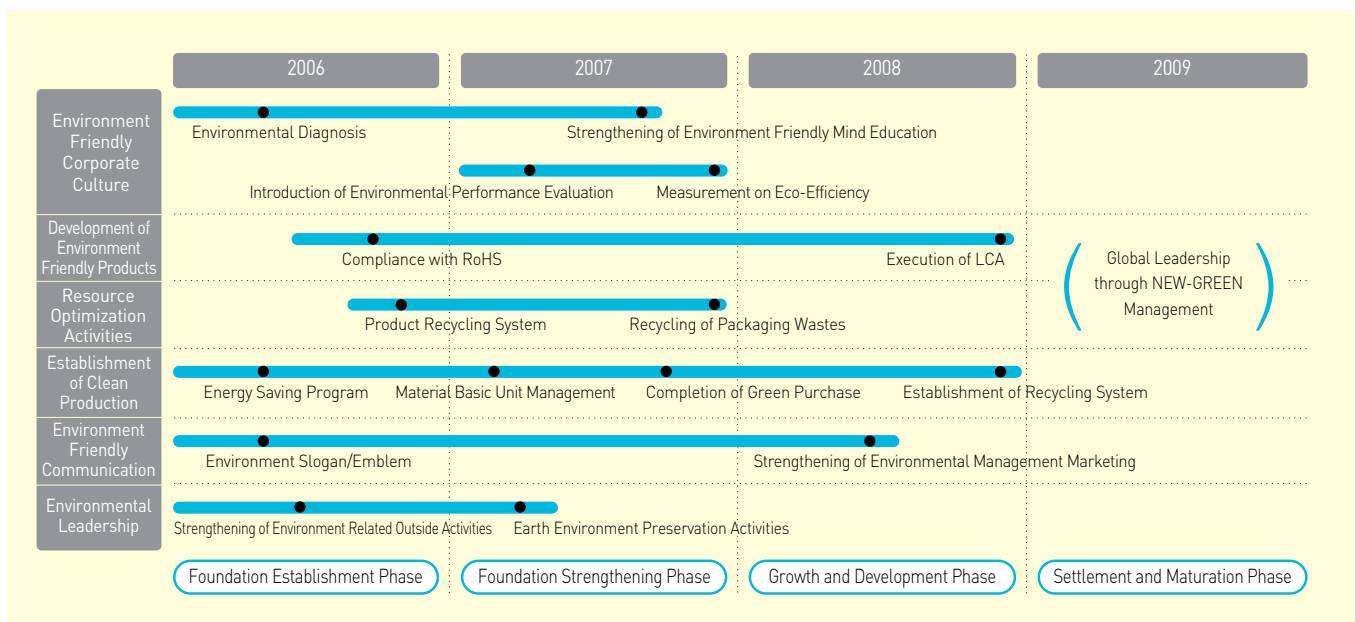 2006
2007
2008
2009
Environment
Friendly
Corporate
Culture
Environmental Diagnosis
Strengthening of Environment Friendly Mind Education
Introduction of Environmental Performance Evaluation
Measurement on Eco-Efficiency
Development of
Environment
Friendly Products
Compliance with RoHS
Execution of LCA
Global Leadership
through NEW-GREEN
Management
Resource
Optimization
Activities
Product Recycling System
Recycling of Packaging Wastes
Establishment
of Clean
Production
Energy Saving Program
Material Basic Unit Management
Completion of Green Purchase
Establishment of Recycling System
Environment
Friendly
Communication
Environment Slogan/Emblem
Strengthening of Environmental Management Marketing
Environmental
Leadership
Strengthening of Environment Related Outside Activities
Earth Environment Preservation Activities
Foundation Establishment Phase
Foundation Strengthening Phase
Growth and Development Phase
Settlement and Maturation Phase